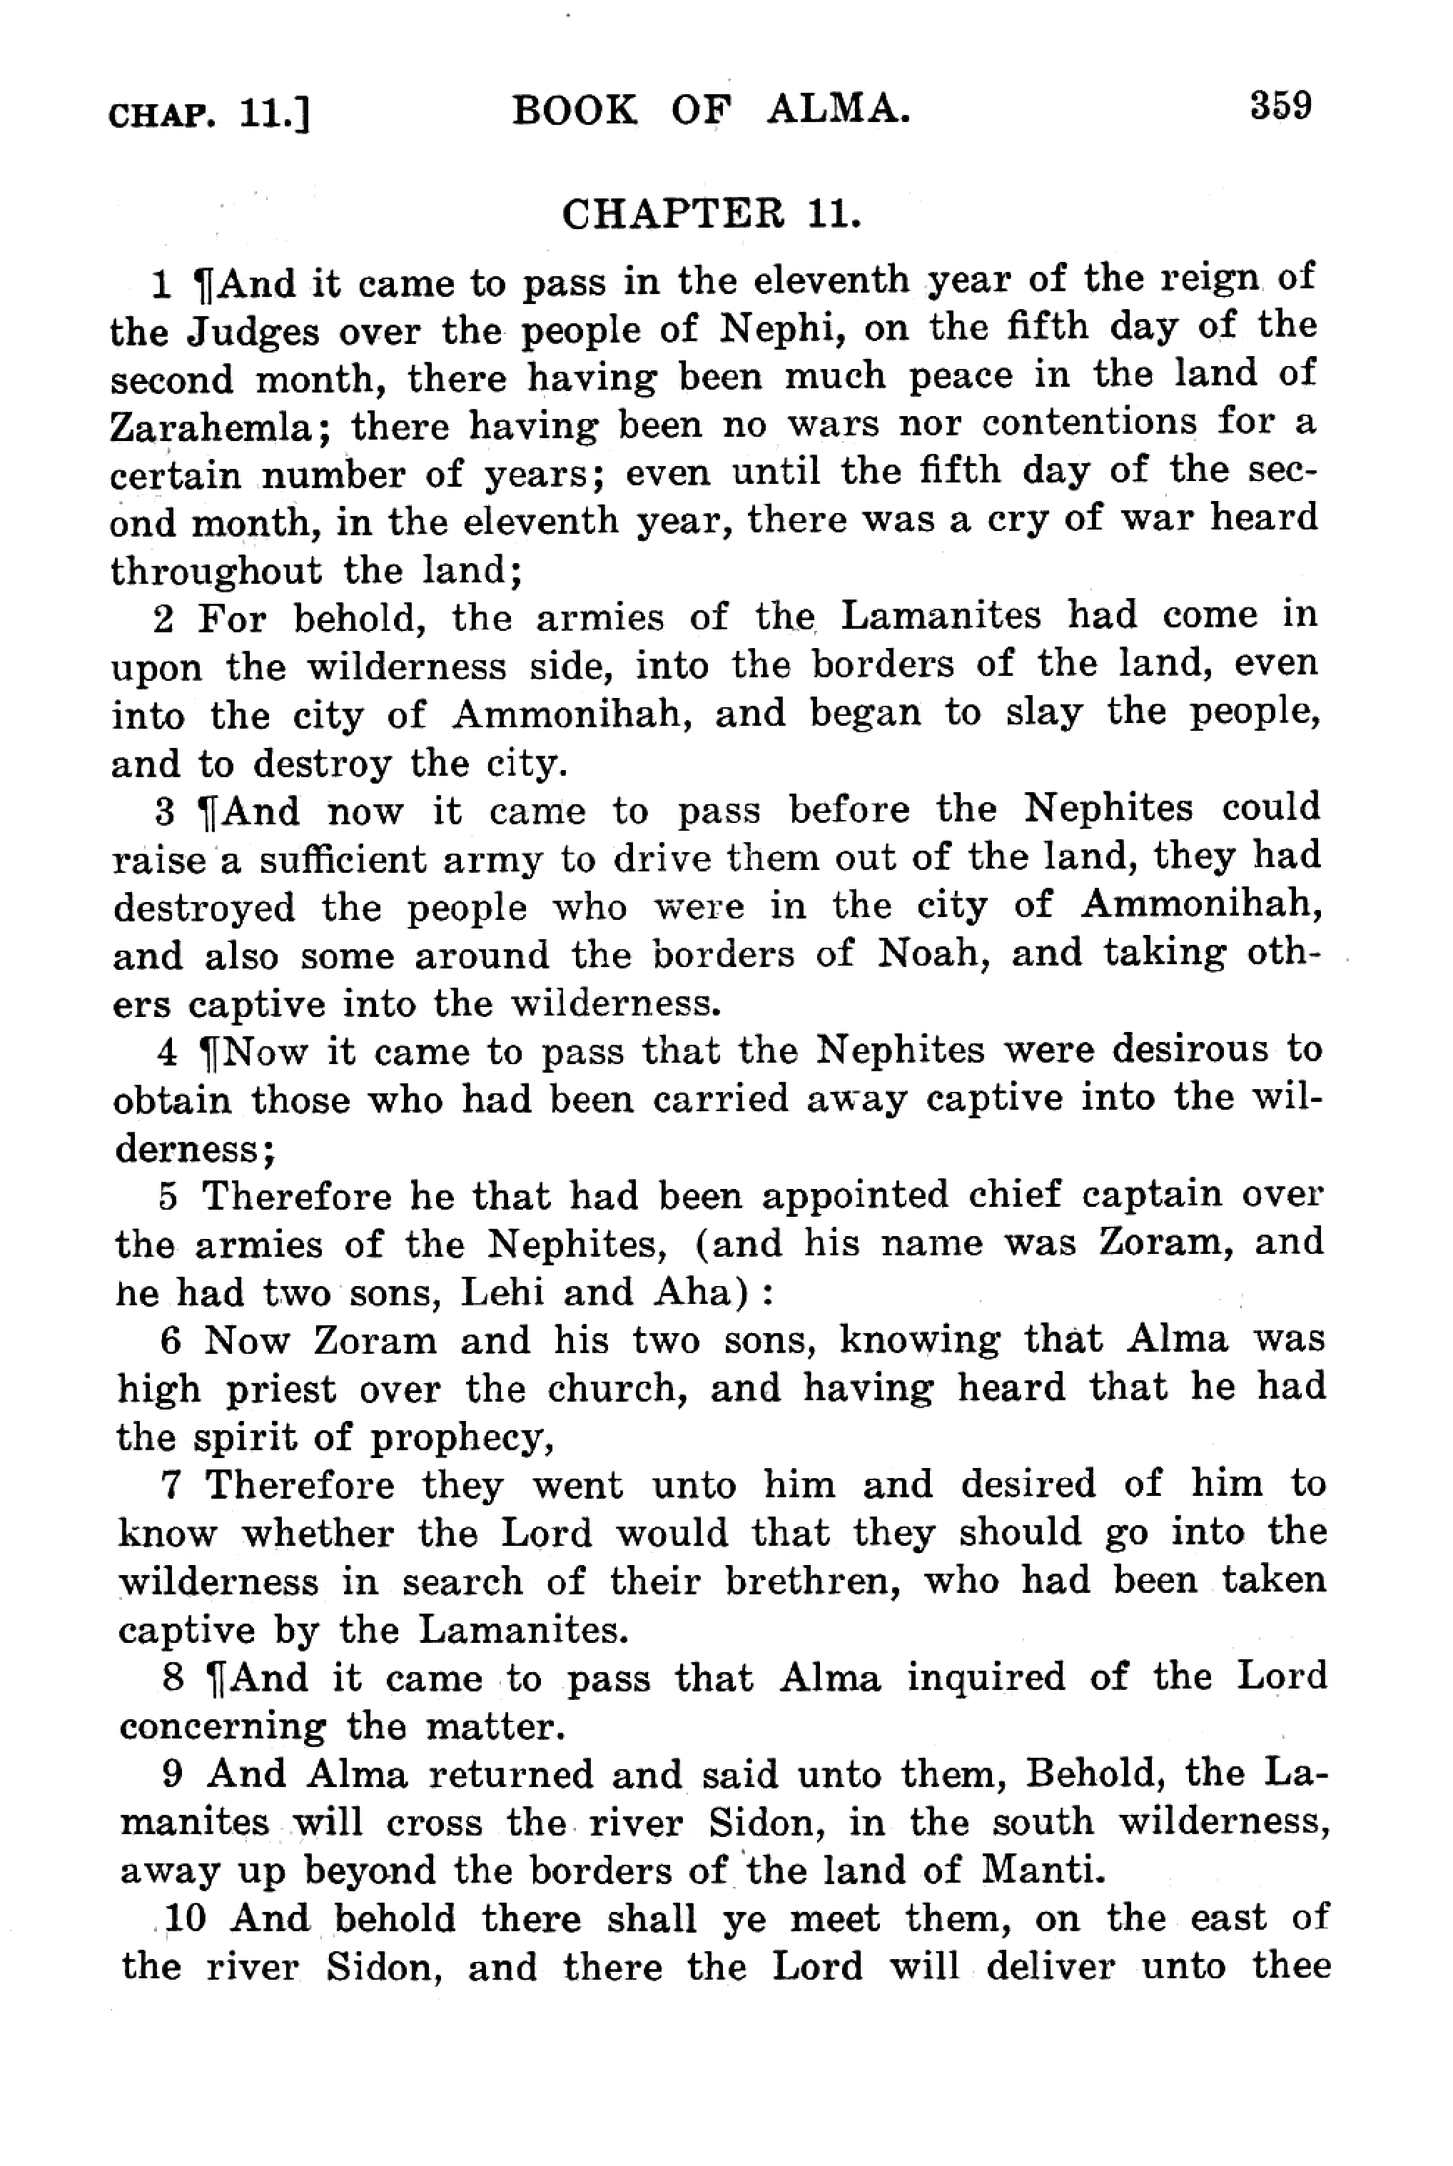 CHAP. 11.] BOOK OF ALMA. 359
CHAPTER 11.
1 ¶And it came to pass in the eleventh year of the reign of
the Judges over the people of Nephi, on the fifth day of the
second month, there having been much peace in the land of
Zarahemla; there having been no wars nor contentions for a
certain number of years; even until the fifth day of the sec-
ond month, in the eleventh year, there was a cry of war heard
throughout the land;
2 For behold, the armies of the Lamanites had come in
upon the wilderness side, into the borders of the land, even
into the city of Ammonihah, and began to slay the people,
and to destroy the city.
3 ¶And now it came to pass before the Nephites could
raise a sufficient army to drive them out of the land, they had
destroyed the people who were in the city of Ammonihah,
and also some around the borders of Noah, and taking oth-
ers captive into the wilderness.
4 ¶Now it came to pass that the Nephites were desirous to
obtain those who had been carried away captive into the wil-
derness;
5 Therefore he that had been appointed chief captain over
the armies of the Nephites, (and his name was Zoram, and
he had two sons, Lehi and Aha) :
6 Now Zoram and his two sons, knowing that Alma was
high priest over the church, and having heard that he had
the spirit of prophecy,
7 Therefore they went unto him and desired of him to
know whether the Lord would that they should go into the
wilderness in search of their brethren, who had been taken
captive by the Lamanites.
8 ¶And it came to pass that Alma inquired of the Lord
concerning the matter.
9 And Alma returned and said unto them, Behold, the La-
manites will cross the river Sidon, in the south wilderness,
away up beyond the borders of the land of Manti.
10 And behold there shall ye meet them, on the east of
the river Sidon, and there the Lord will deliver unto thee